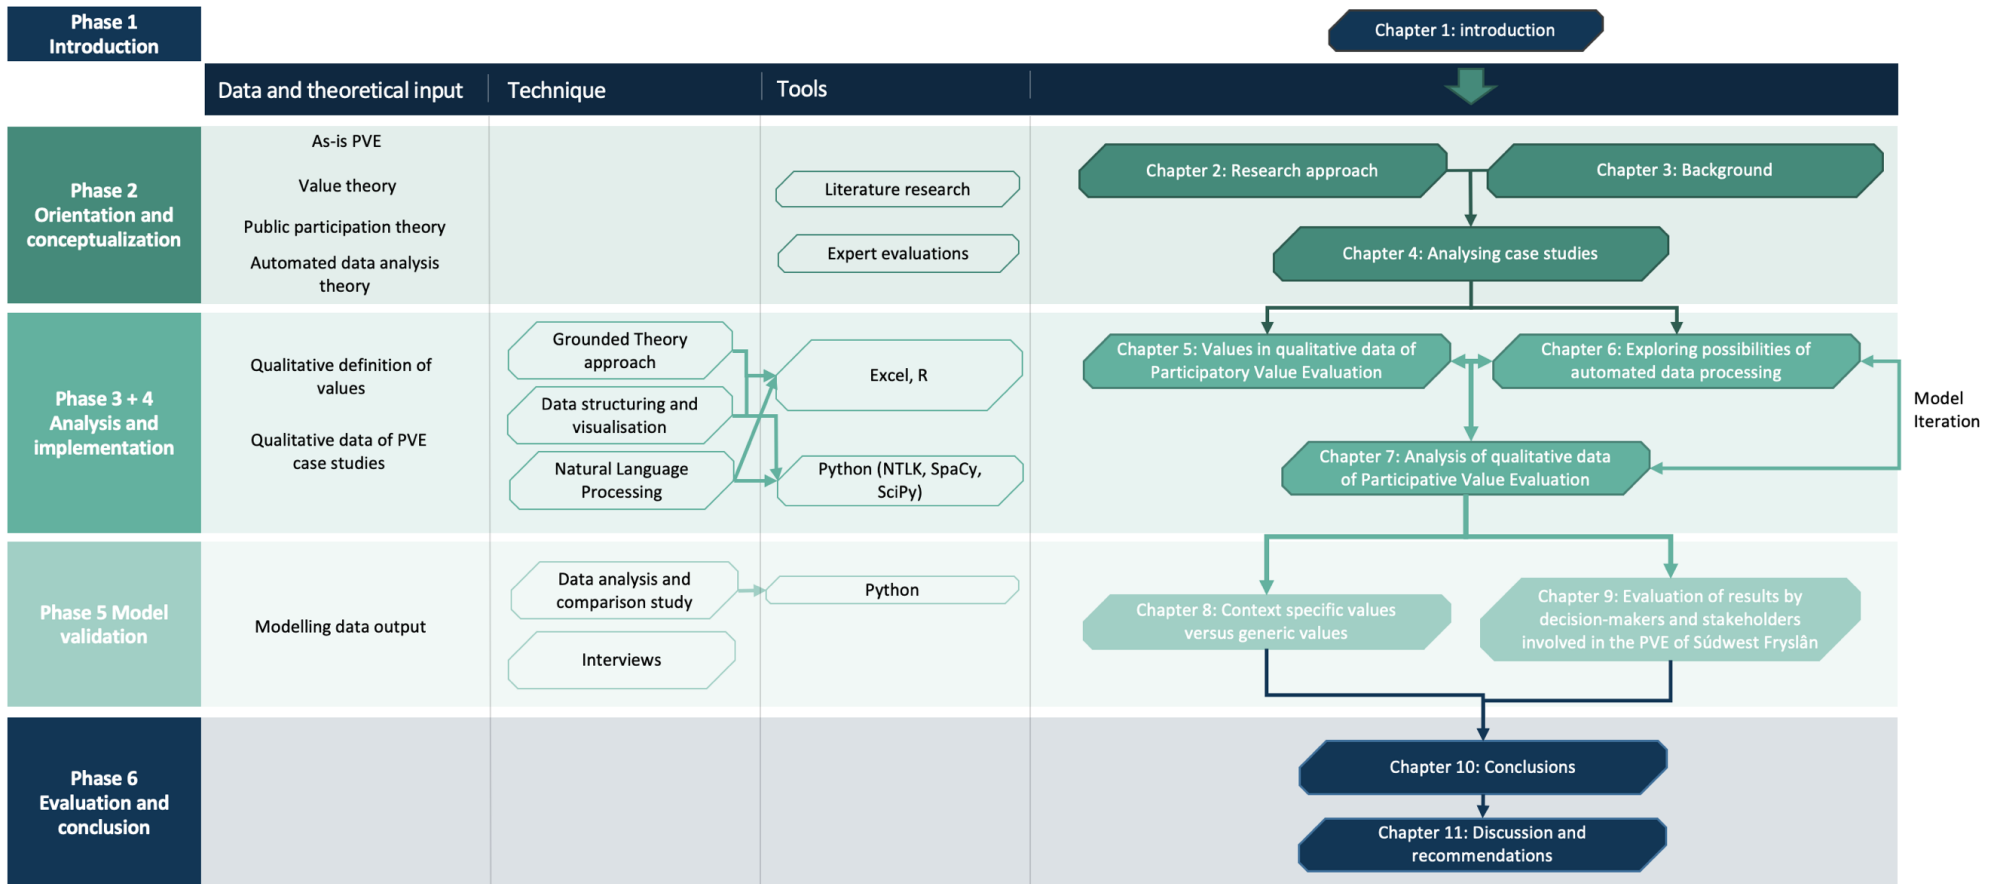 Phase 1
Introduction
Chapter 1: introduction
Data and theoretical input
Technique
Tools
Phase 2
Orientation and
conceptualization
As-is PVE
Value theory
Public participation theory
Automated data analysis
theory
Literature research
Expert evaluations
Chapter 2: Research approach
Chapter 3: Background
Chapter 4: Analysing case studies
Phase 3 + 4
Analysis and
implementation
Qualitative definition of
values
Qualitative data of PVE
case studies
Grounded Theory
approach
Data structuring and
visualisation
Natural Language
Processing
Excel, R
Python (NTLK, SpaCy,
SciPy)
Chapter 5: Values in qualitative data of
Participatory Value Evaluation
Chapter 6: Exploring possibilities of
automated data processing
Model
Iteration
Chapter 7: Analysis of qualitative data
of Participative Value Evaluation
Phase 5 Model
validation
Modelling data output
Data analysis and
comparison study
Interviews
Python
Chapter 8: Context specific values
versus generic values
Chapter 9: Evaluation of results by
decision-makers and stakeholders
involved in the PVE of Súdwest Fryslân
Phase 6
Evaluation and
conclusion
Chapter 10: Conclusions
Chapter 11: Discussion and
recommendations